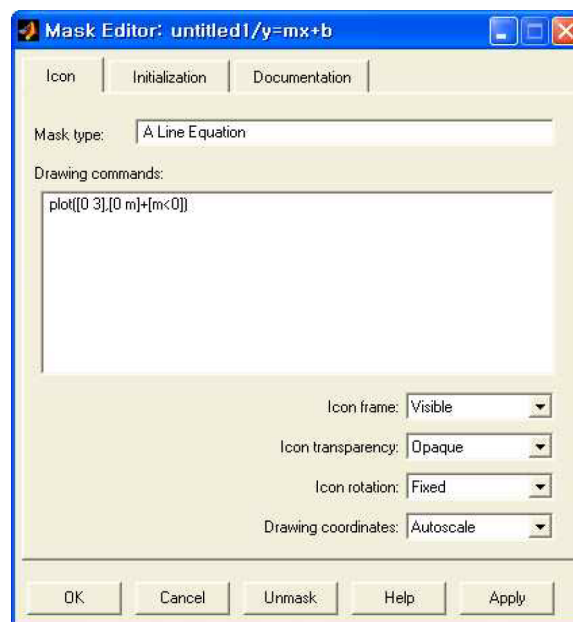 Mask Editor: untitled1/y=mx+b
Icon Initialization Documentation
Mask type: A Line Equation
Drawing commands:
plot([0 3],[0 m]+[m<0])
Icon frame: Visible
Icon transparency: Opaque
Icon rotation: Fixed
Drawing coordinates: Autoscale
OK Cancel Unmask Help Apply